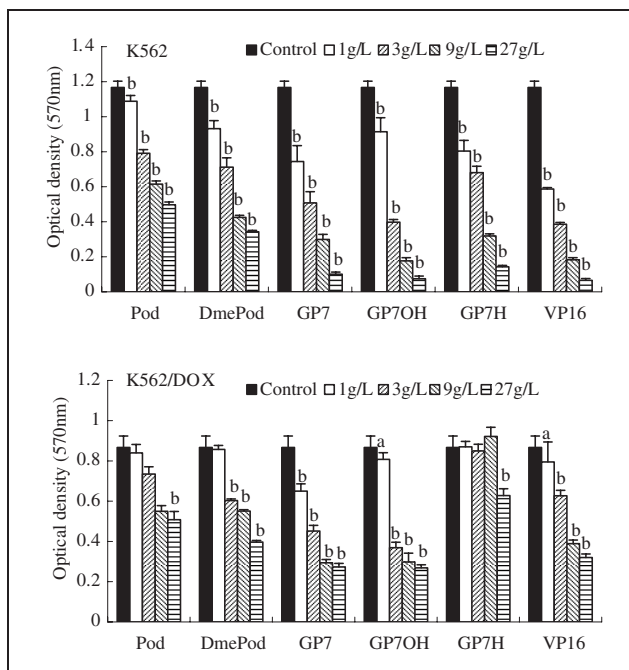 K562
Control 1g/L 3g/L 9g/L 27g/L
Optical density (570nm)
1.4
1.2
1
0.8
0.6
0.4
0.2
0
b b b b
b b b b
b b b b
b b b b
b b b b
b b b b
Pod DmePod GP7 GP7OH GP7H VP16
K562/DOX
Control 1g/L 3g/L 9g/L 27g/L
Optical density (570nm)
1.2
1
0.8
0.6
0.4
0.2
0
b b
b b b
b b b b
a b b b
b
a b b b
Pod DmePod GP7 GP7OH GP7H VP16